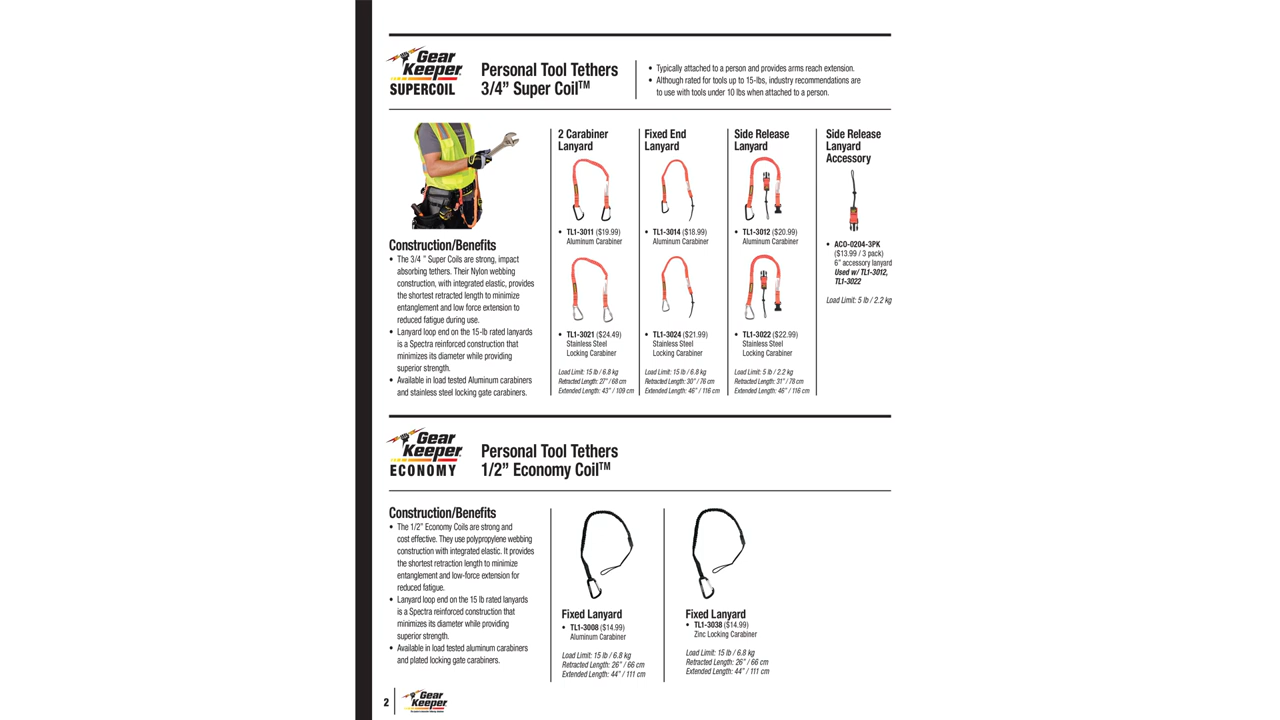 Gear
Keeper
SUPERCOIL
Personal Tool Tethers
3/4” Super Coil™
• Typically attached to a person and provides arms reach extension.
• Although rated for tools up to 15-lbs, industry recommendations are
to use with tools under 10 lbs when attached to a person.
Construction/Benefits
• The 3/4 ” Super Coils are strong, impact
absorbing tethers. Their Nylon webbing
construction, with integrated elastic, provides
the shortest retracted length to minimize
entanglement and low force extension to
reduced fatigue during use.
• Lanyard loop end on the 15-lb rated lanyards
is a Spectra reinforced construction that
minimizes its diameter while providing
superior strength.
• Available in load tested Aluminum carabiners
and stainless steel locking gate carabiners.
2 Carabiner
Lanyard
• TL1-3011 ($19.99)
Aluminum Carabiner
• TL1-3021 ($24.49)
Stainless Steel
Locking Carabiner
Load Limit: 15 lb / 6.8 kg
Retracted Length: 27” / 68 cm
Extended Length: 43” / 109 cm
Fixed End
Lanyard
• TL1-3014 ($18.99)
Aluminum Carabiner
• TL1-3024 ($21.99)
Stainless Steel
Locking Carabiner
Load Limit: 15 lb / 6.8 kg
Retracted Length: 30” / 76 cm
Extended Length: 46” / 116 cm
Side Release
Lanyard
• TL1-3012 ($20.99)
Aluminum Carabiner
• TL1-3022 ($22.99)
Stainless Steel
Locking Carabiner
Load Limit: 5 lb / 2.2 kg
Retracted Length: 31” / 78 cm
Extended Length: 46” / 116 cm
Side Release
Lanyard
Accessory
• ACO-0204-3PK
($13.99 / 3 pack)
6” accessory lanyard
Used w/ TL1-3012,
TL1-3022
Load Limit: 5 lb / 2.2 kg
Gear
Keeper
ECONOMY
Personal Tool Tethers
1/2” Economy Coil™
Construction/Benefits
• The 1/2” Economy Coils are strong and
cost effective. They use polypropylene webbing
construction with integrated elastic. It provides
the shortest retraction length to minimize
entanglement and low-force extension for
reduced fatigue.
• Lanyard loop end on the 15 lb rated lanyards
is a Spectra reinforced construction that
minimizes its diameter while providing
superior strength.
• Available in load tested aluminum carabiners
and plated locking gate carabiners.
Fixed Lanyard
• TL1-3008 ($14.99)
Aluminum Carabiner
Load Limit: 15 lb / 6.8 kg
Retracted Length: 26” / 66 cm
Extended Length: 44” / 111 cm
Fixed Lanyard
• TL1-3038 ($14.99)
Zinc Locking Carabiner
Load Limit: 15 lb / 6.8 kg
Retracted Length: 26” / 66 cm
Extended Length: 44” / 111 cm
2
Gear
Keeper